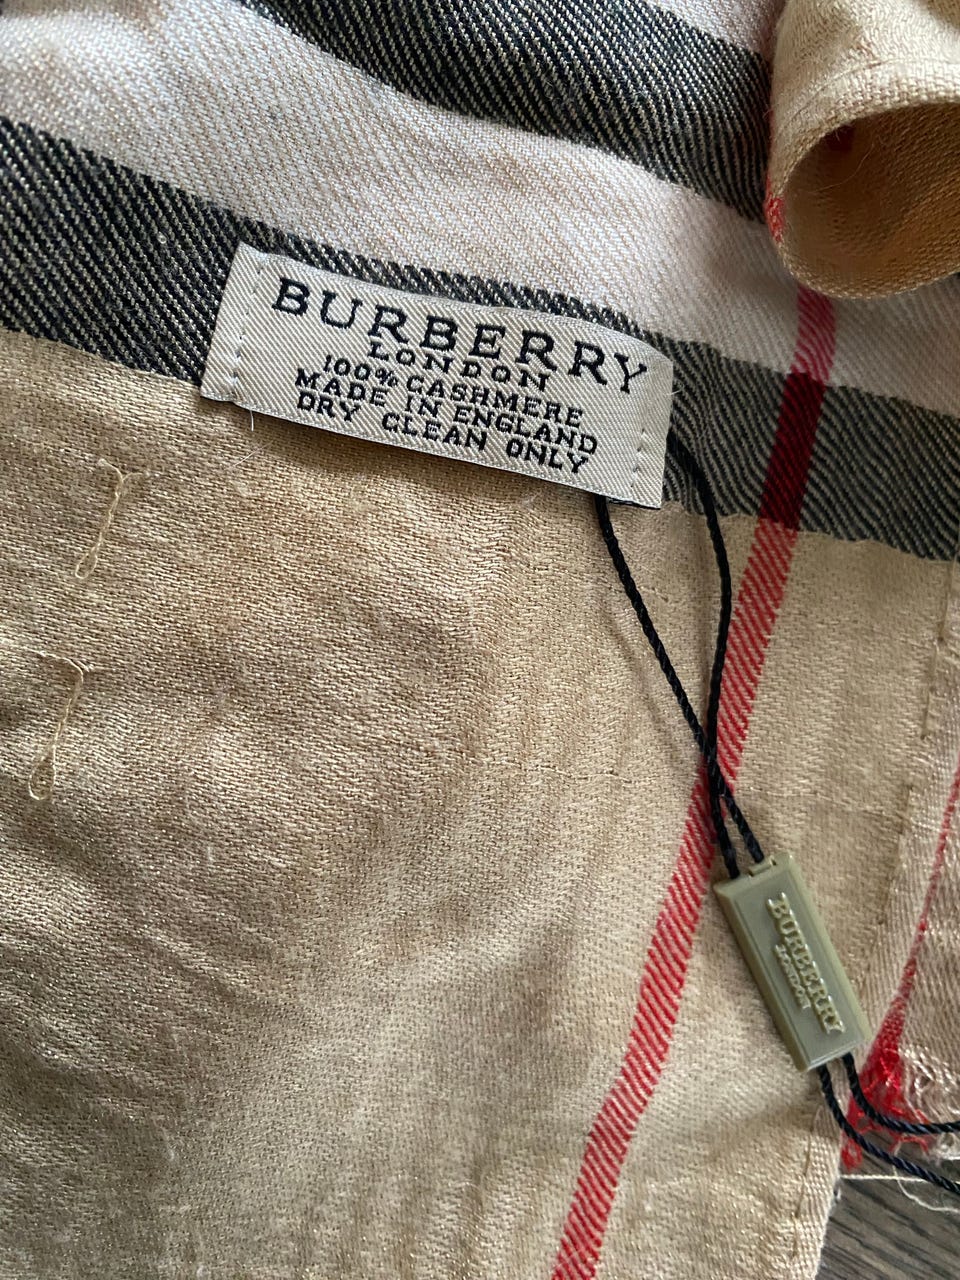 BURBERRY
LONDON
100% CASHMERE
MADE IN ENGLAND
DRY CLEAN ONLY
BURBERRY
LONDON